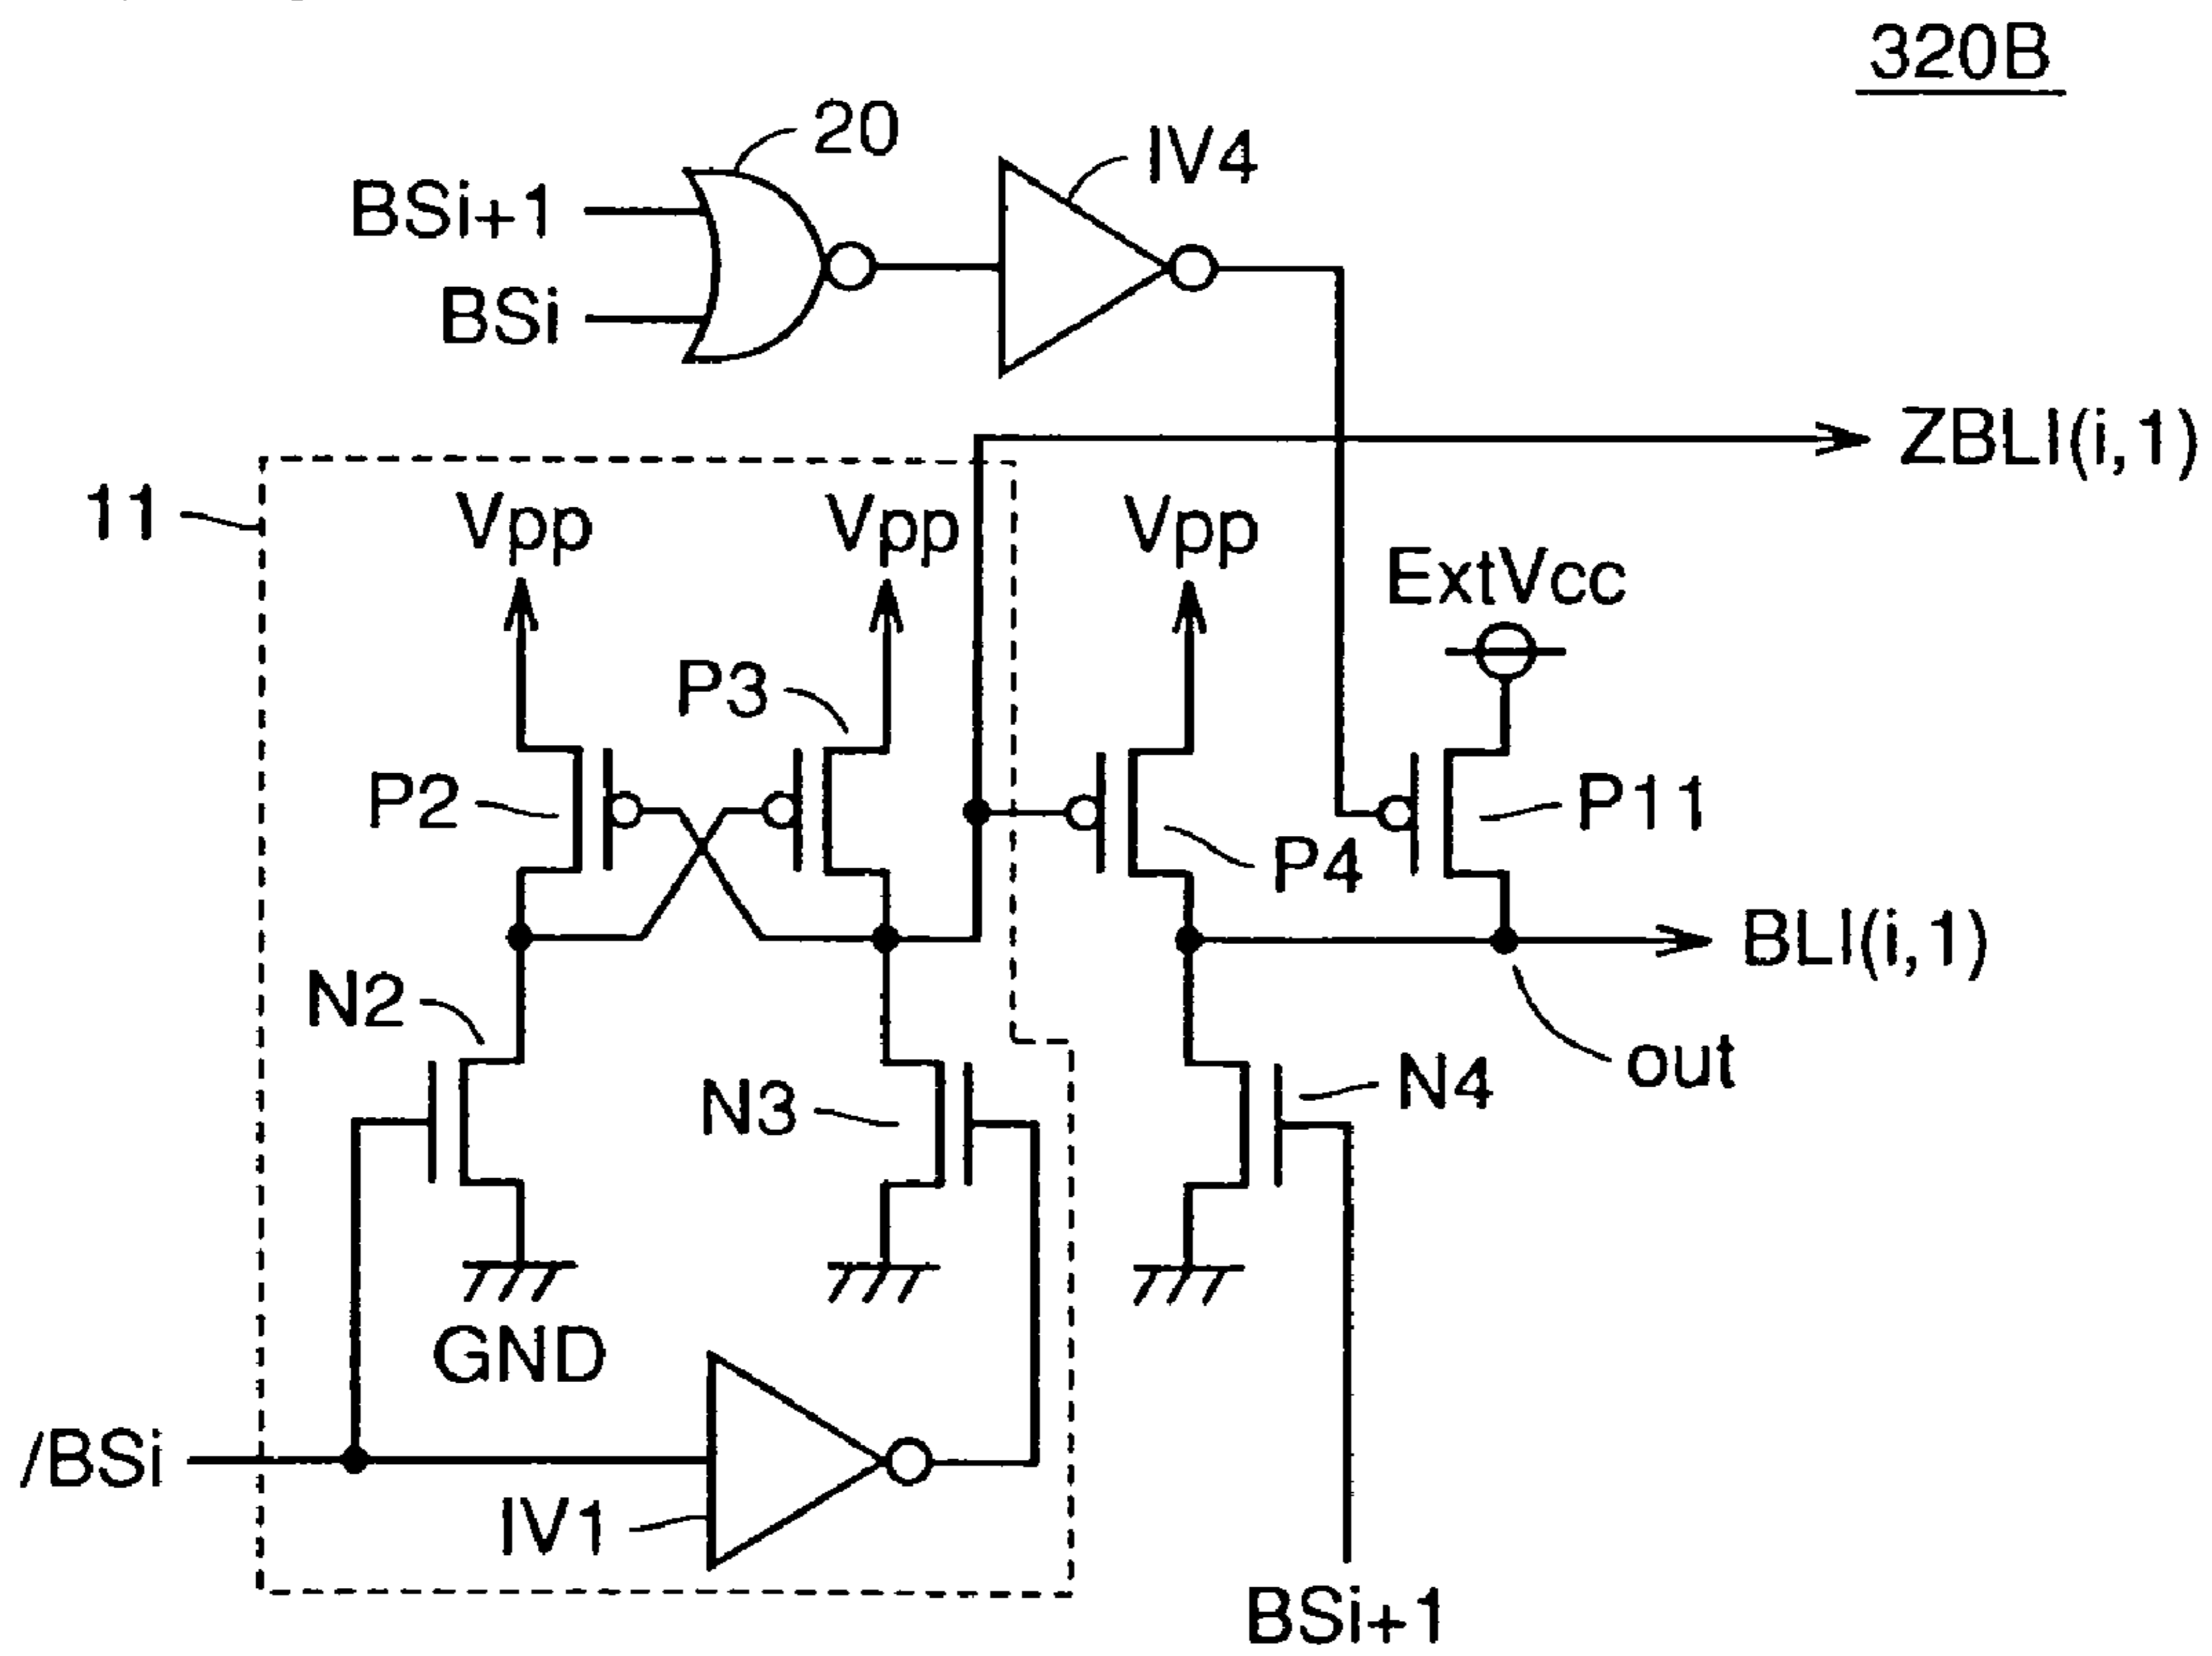 320B
20
IV4
BSi+1
BSi
ZBLI(i,1)
11
Vpp
Vpp
Vpp
ExtVcc
P3
P2
P11
P4
BLI(i,1)
N2
out
N4
N3
GND
/BSi
IV1
BSi+1